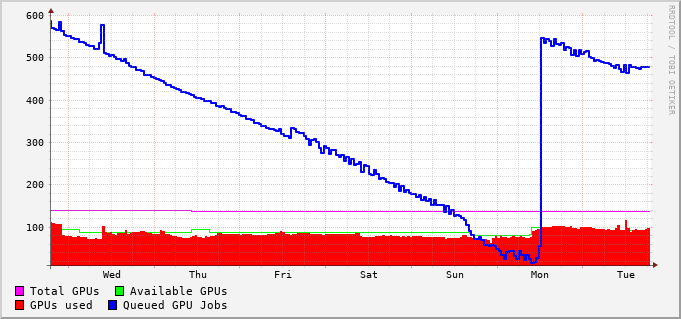 600
500
400
300
200
100
Wed Thu Fri Sat Sun Mon Tue
Total GPUs Available GPUs
GPUs used Queued GPU Jobs
RRDTOOL / TOBI OETIKER